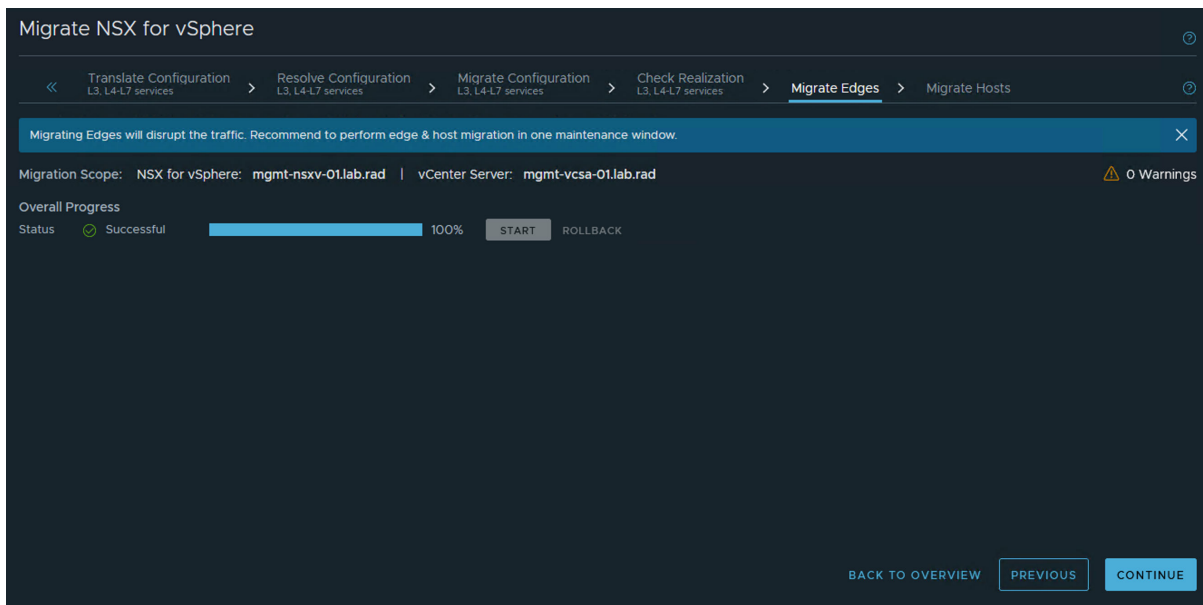 Migrate NSX for vSphere
Translate Configuration
L3, L4-L7 services
Resolve Configuration
L3, L4-L7 services
Migrate Configuration
L3, L4-L7 services
Check Realization
L3, L4-L7 services
Migrate Edges
Migrate Hosts
Migrating Edges will disrupt the traffic. Recommend to perform edge & host migration in one maintenance window.
Migration Scope: NSX for vSphere: mgmt-nsxv-01.lab.rad | vCenter Server: mgmt-vcsa-01.lab.rad
0 Warnings
Overall Progress
Status Successful 100% START ROLLBACK
BACK TO OVERVIEW PREVIOUS CONTINUE